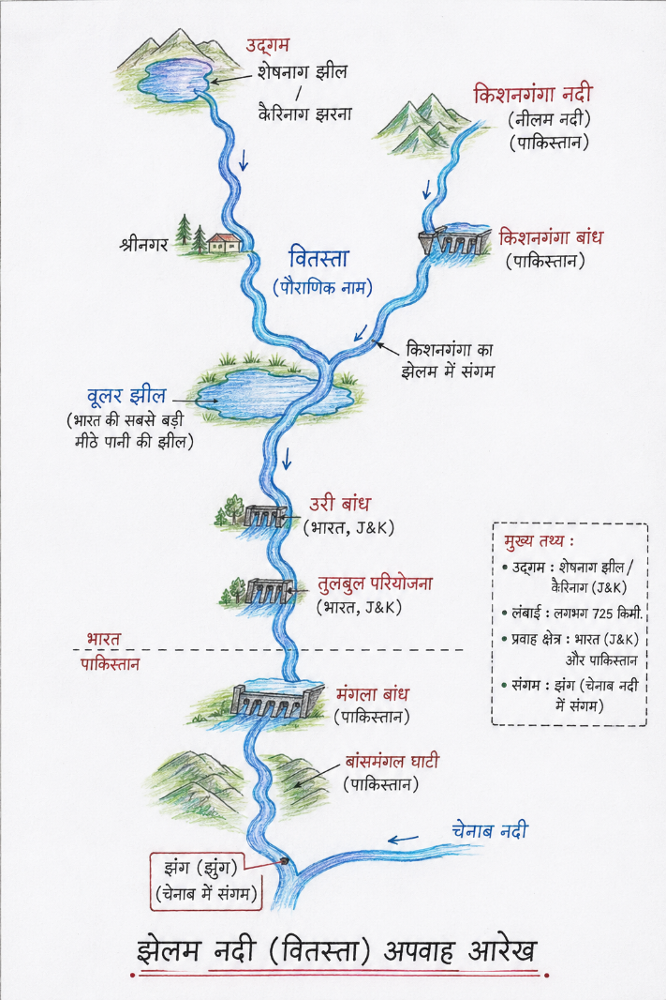 उद्गम
शेषनाग झील
/
कैरिनाग झरना
किशनगंगा नदी
(नीलम नदी)
(पाकिस्तान)
श्रीनगर
वितस्ता
(पौराणिक नाम)
किशनगंगा बांध
(पाकिस्तान)
किशनगंगा का
झेलम में संगम
वूलर झील
(भारत की सबसे बड़ी
मीठे पानी की झील)
उरी बांध
(भारत, J&K)
तुलबुल परियोजना
(भारत, J&K)
भारत
पाकिस्तान
मंगला बांध
(पाकिस्तान)
बांसमंगल घाटी
(पाकिस्तान)
मुख्य तथ्य :
• उद्गम : शेषनाग झील /
कैरिनाग (J&K)
• लंबाई : लगभग 725 किमी.
• प्रवाह क्षेत्र : भारत (J&K)
और पाकिस्तान
• संगम : झंग (चेनाब नदी
में संगम)
चेनाब नदी
झंग (झुंग)
(चेनाब में संगम)
झेलम नदी (वितस्ता) अपवाह आरेख